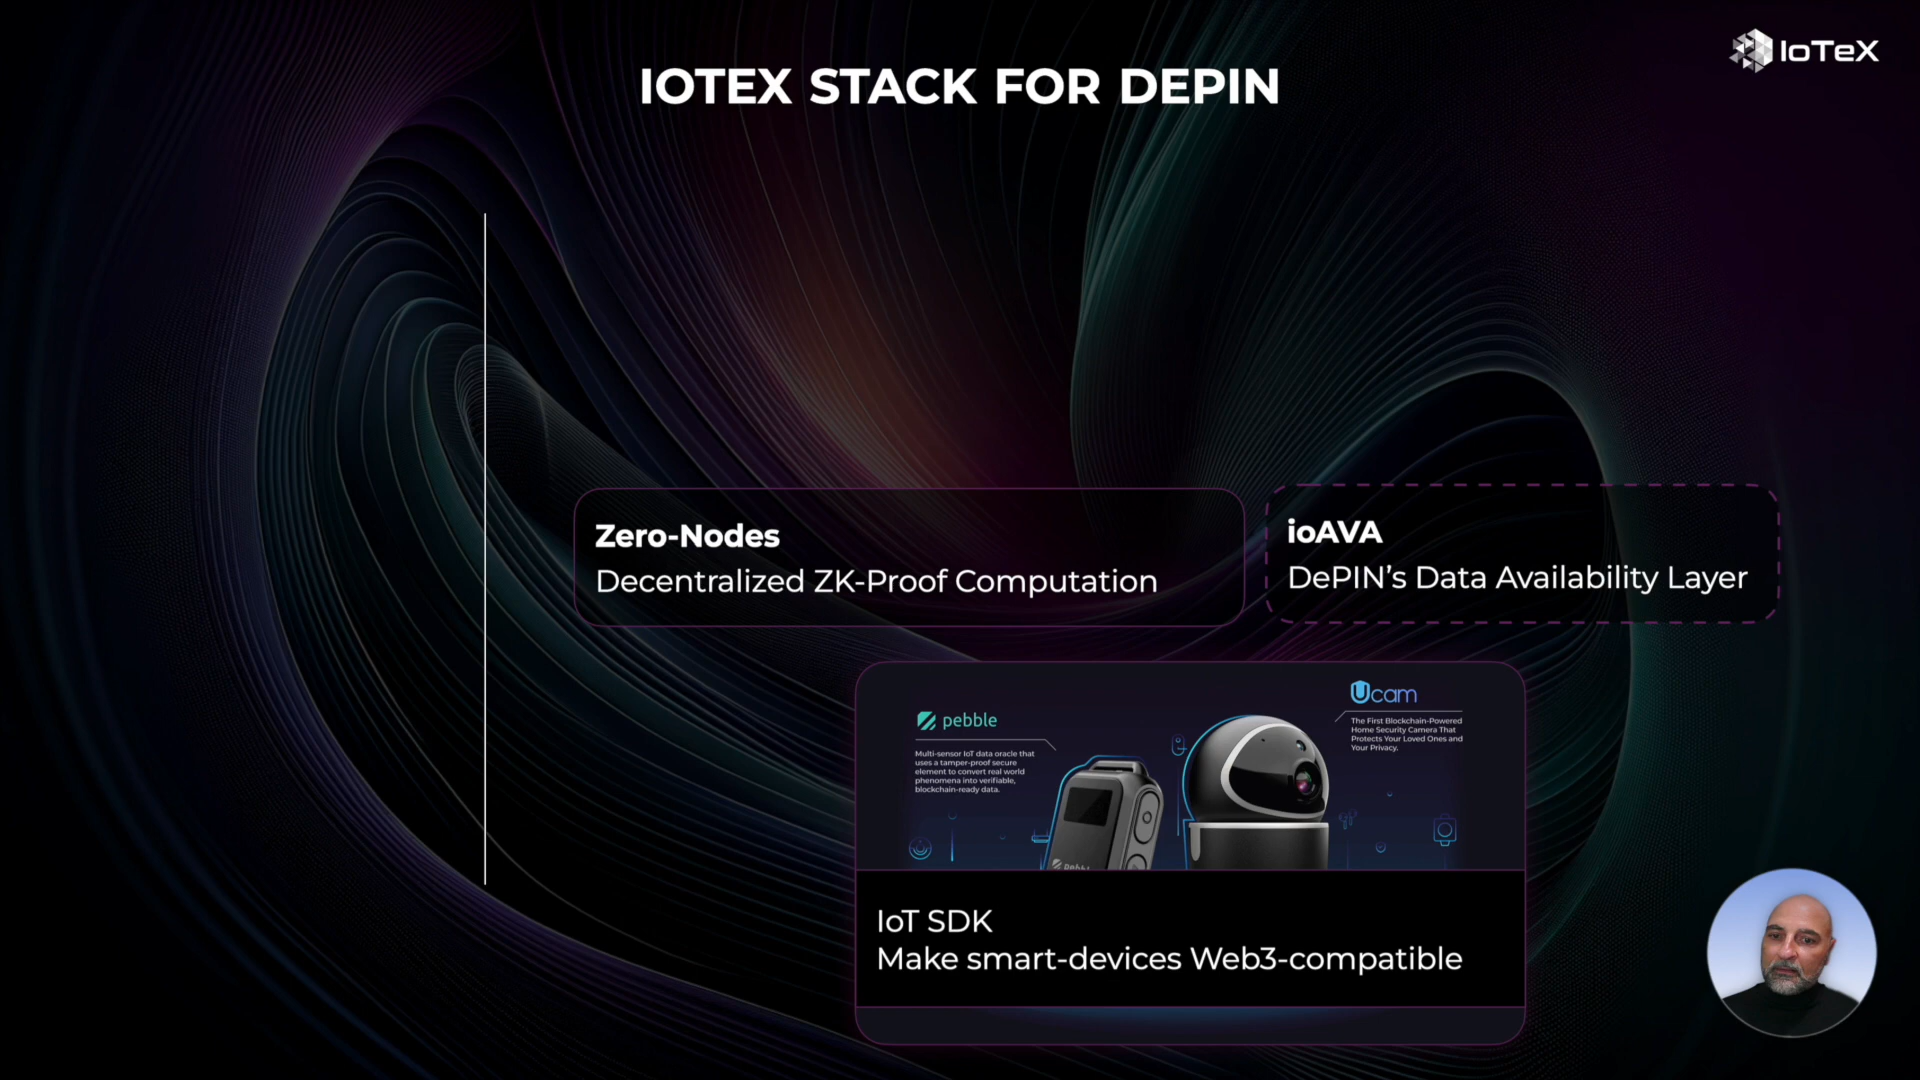 IoTeX
IOTEX STACK FOR DEPIN
Zero-Nodes
Decentralized ZK-Proof Computation
ioAVA
DePIN’s Data Availability Layer
pebble
Multi-sensor IoT data oracle that
uses a tamper-proof secure
element to convert real world
phenomena into verifiable,
blockchain-ready data.
Ucam
The First Blockchain-Powered
Home Security Camera That
Protects Your Loved Ones and
Your Privacy.
IoT SDK
Make smart-devices Web3-compatible